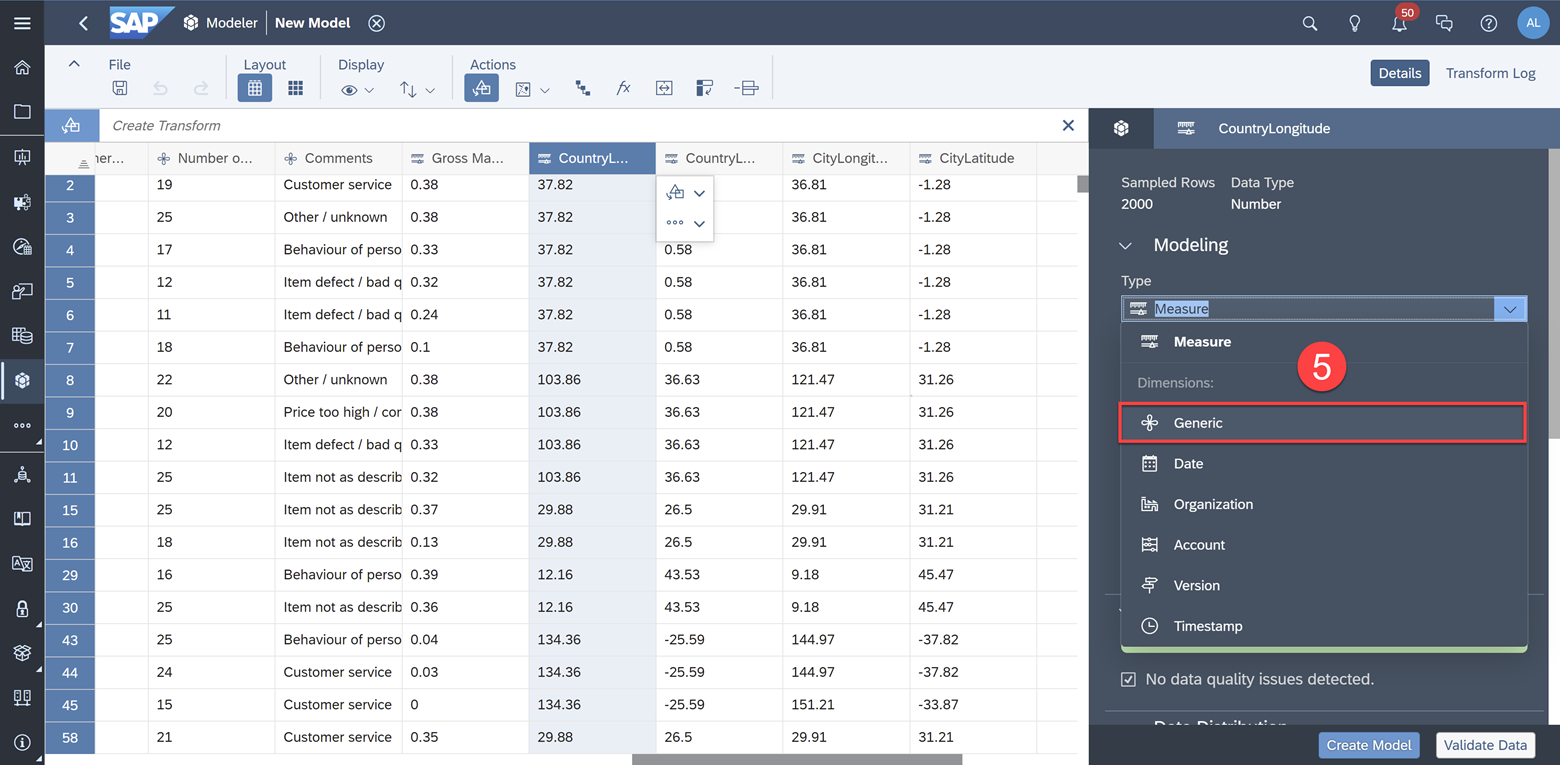 SAP Modeler New Model 50 AL
File Layout Display Actions Details Transform Log
fx
Create Transform
CountryLongitude
ner... Number o... Comments Gross Ma... CountryL... CountryL... CityLongit... CityLatitude
2 19 Customer service 0.38 37.82 36.81 -1.28
3 25 Other / unknown 0.38 37.82 36.81 -1.28
4 17 Behaviour of perso 0.33 37.82 0.58 36.81 -1.28
5 12 Item defect / bad q 0.32 37.82 0.58 36.81 -1.28
6 11 Item defect / bad q 0.24 37.82 0.58 36.81 -1.28
7 18 Behaviour of perso 0.1 37.82 0.58 36.81 -1.28
8 22 Other / unknown 0.38 103.86 36.63 121.47 31.26
9 20 Price too high / cor 0.38 103.86 36.63 121.47 31.26
10 12 Item defect / bad q 0.33 103.86 36.63 121.47 31.26
11 25 Item not as describ 0.32 103.86 36.63 121.47 31.26
15 25 Item not as describ 0.37 29.88 26.5 29.91 31.21
16 18 Item not as describ 0.13 29.88 26.5 29.91 31.21
29 16 Behaviour of perso 0.39 12.16 43.53 9.18 45.47
30 25 Item not as describ 0.36 12.16 43.53 9.18 45.47
43 25 Behaviour of perso 0.04 134.36 -25.59 144.97 -37.82
44 24 Customer service 0.03 134.36 -25.59 144.97 -37.82
45 15 Customer service 0 134.36 -25.59 151.21 -33.87
58 21 Customer service 0.35 29.88 26.5 29.91 31.21
Sampled Rows Data Type
2000 Number
Modeling
Type
Measure
Measure
5
Dimensions:
Generic
Date
Organization
Account
Version
Timestamp
No data quality issues detected.
Data Distribution
Create Model Validate Data